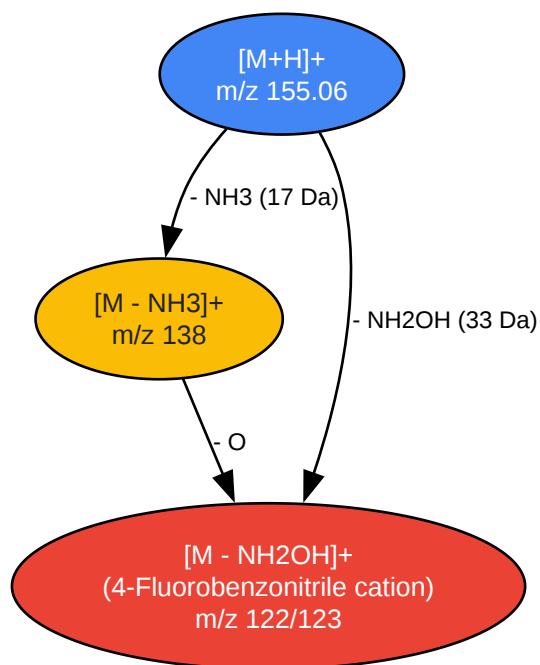 [M+H]+
m/z 155.06
- NH3 (17 Da)
[M - NH3]+
m/z 138
- NH2OH (33 Da)
- O
[M - NH2OH]+
(4-Fluorobenzonitrile cation)
m/z 122/123